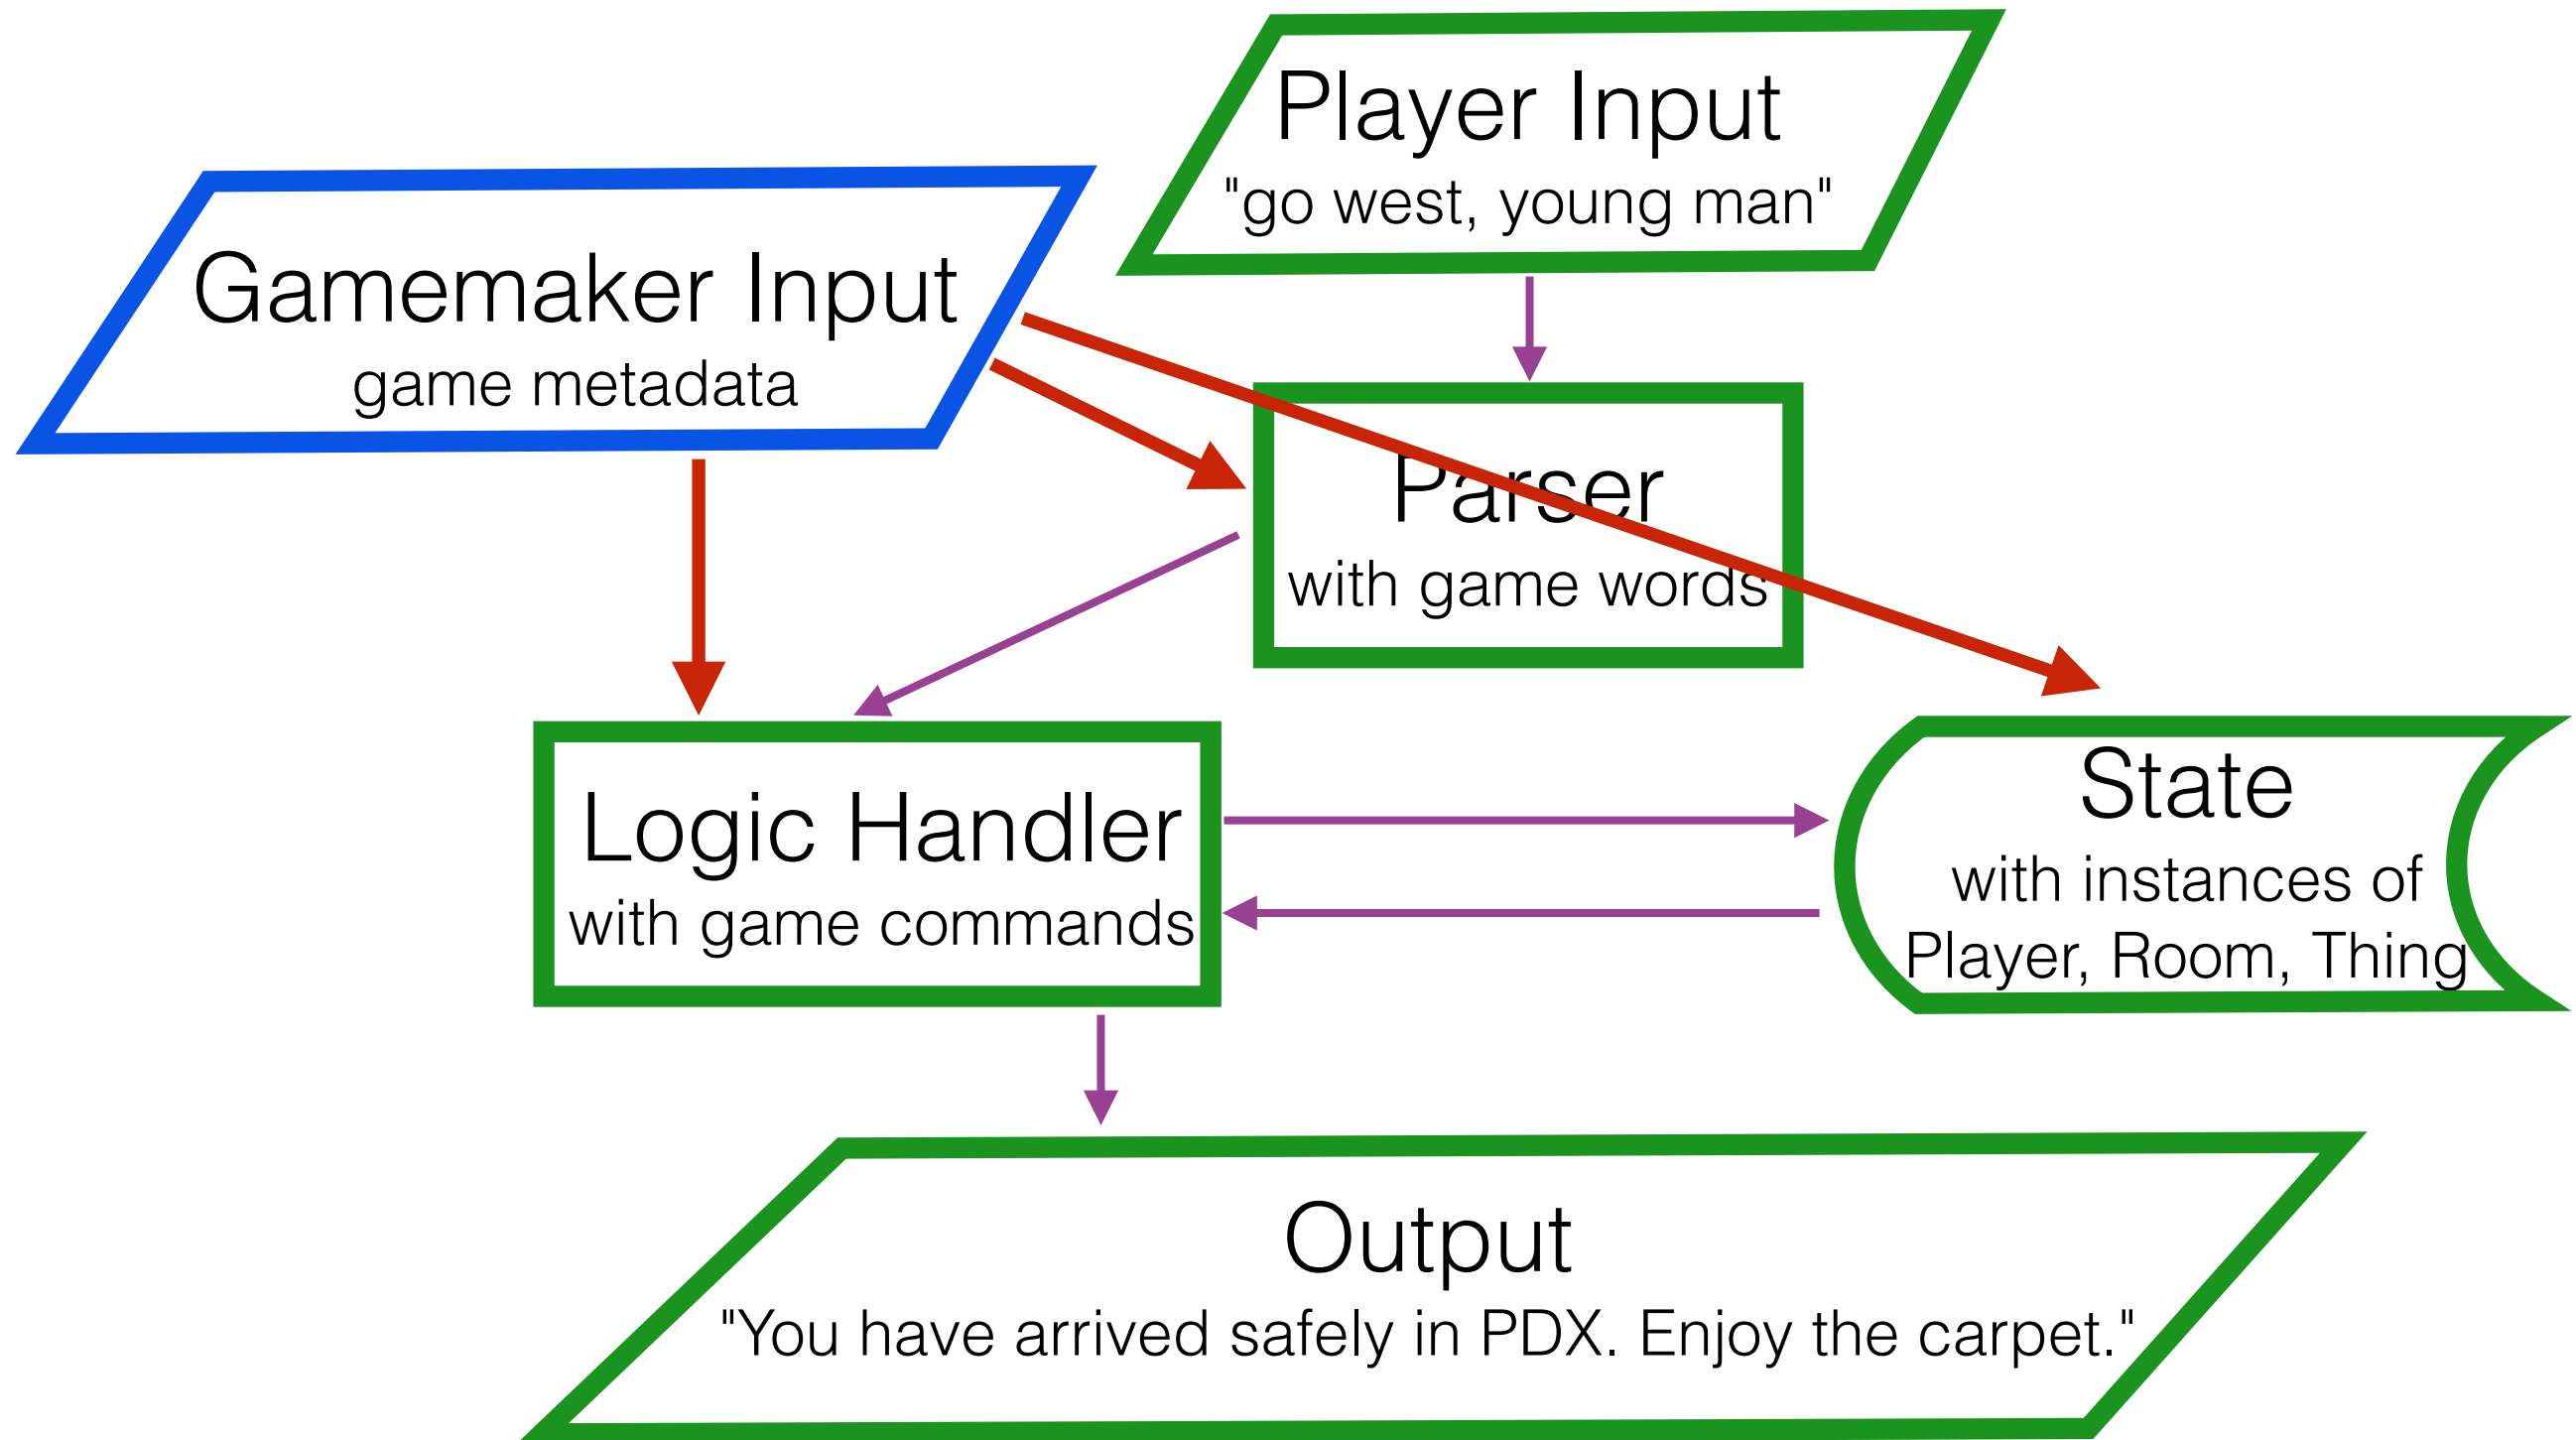 Player Input
"go west, young man"
Gamemaker Input
game metadata
Parser
with game words
Logic Handler
with game commands
State
with instances of
Player, Room, Thing
Output
"You have arrived safely in PDX. Enjoy the carpet."